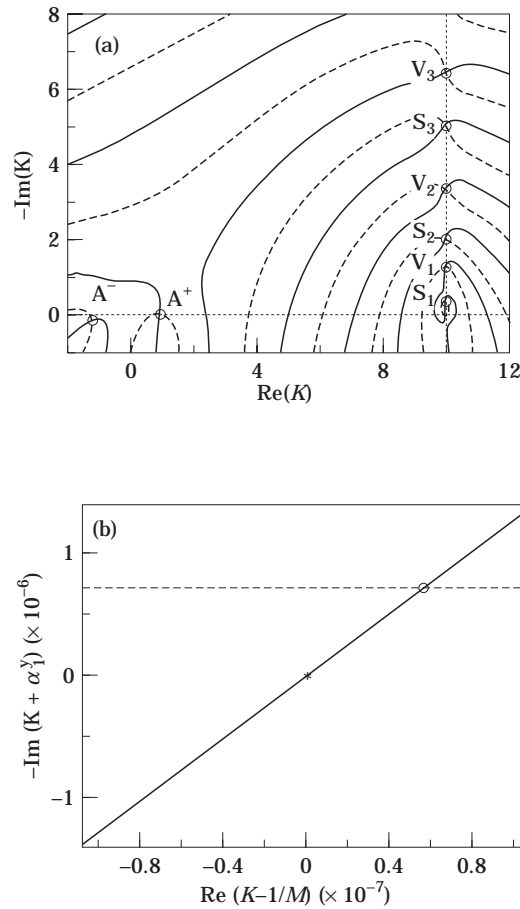 (a)
8
6
4
2
0
−Im(K)
V3
S3
V2
S2
V1
S1
A−
A+
0
4
8
12
Re(K)
(b)
1
0
−1
−Im (K + αy1) (× 10−6)
−0.8
−0.4
0
0.4
0.8
Re (K−1/M) (× 10−7)